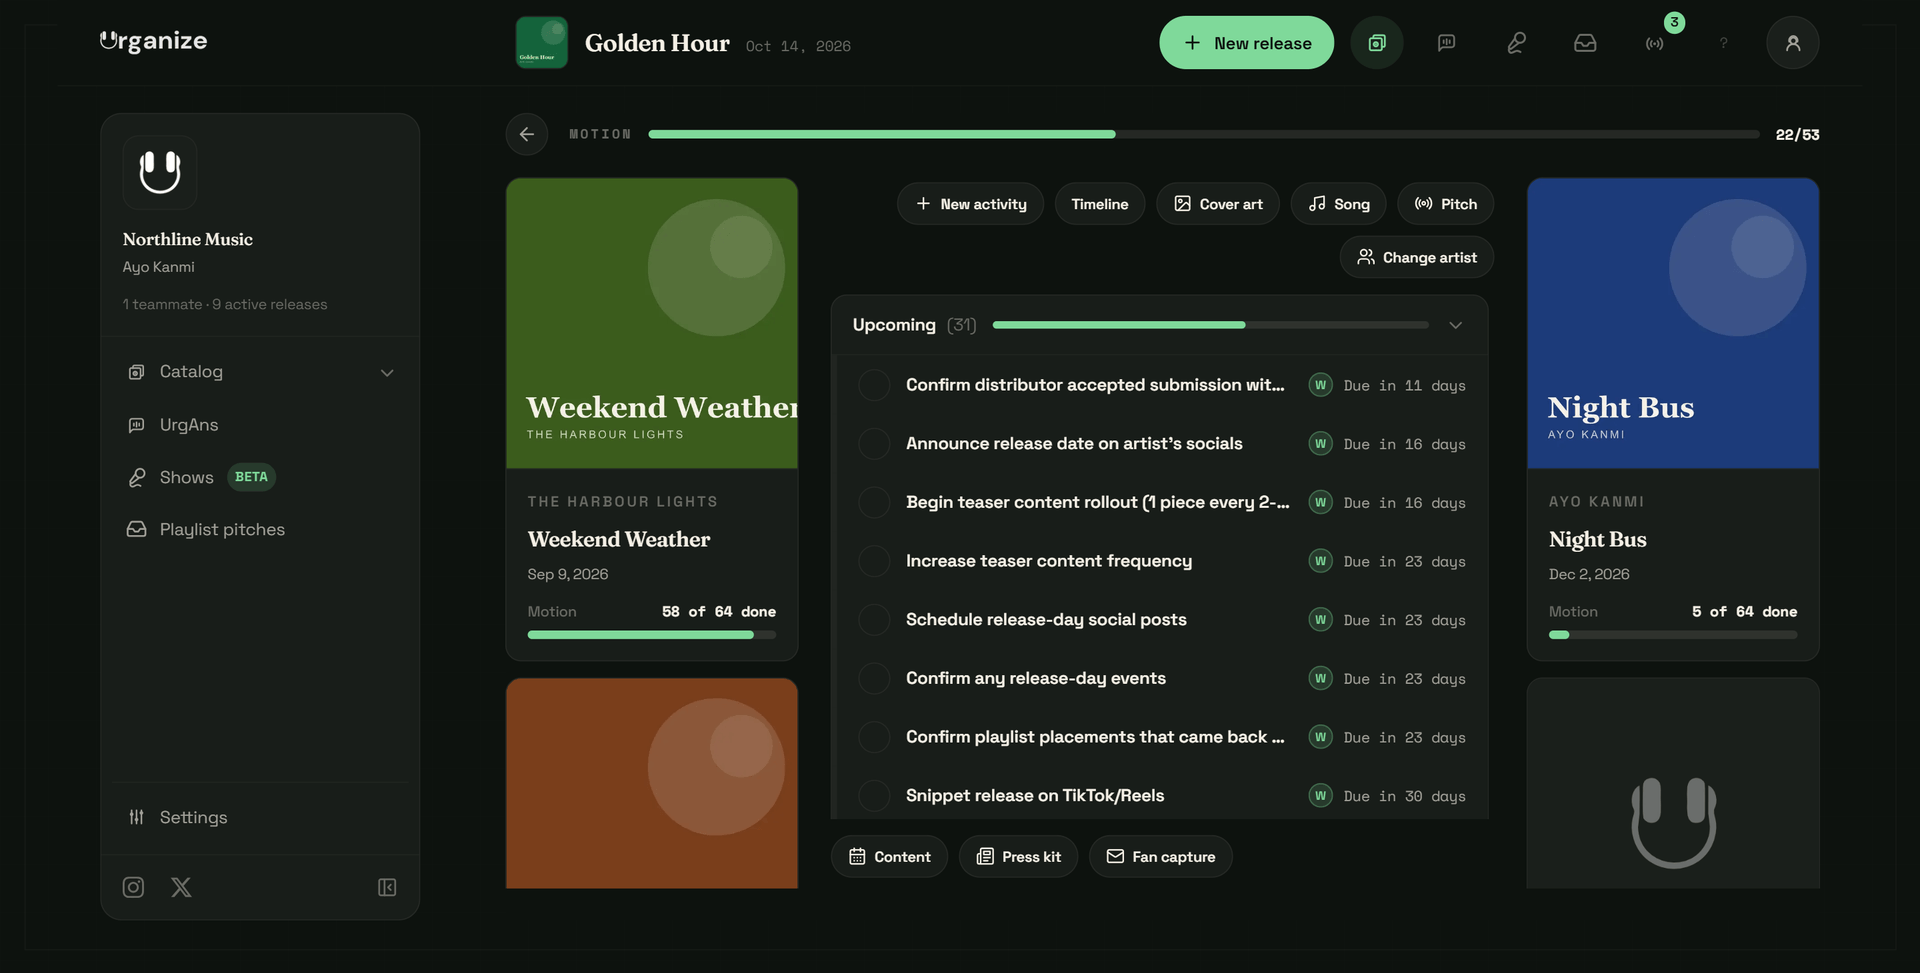 Urganize
Golden Hour
Golden Hour Oct 14, 2026
+ New release
3
?
Northline Music
Ayo Kanmi
1 teammate · 9 active releases
Catalog
UrgAns
Shows BETA
Playlist pitches
Settings
MOTION 22/53
Weekend Weather
THE HARBOUR LIGHTS
THE HARBOUR LIGHTS
Weekend Weather
Sep 9, 2026
Motion 58 of 64 done
+ New activity
Timeline
Cover art
Song
Pitch
Change artist
Upcoming (31)
Confirm distributor accepted submission wit... W Due in 11 days
Announce release date on artist's socials W Due in 16 days
Begin teaser content rollout (1 piece every 2-... W Due in 16 days
Increase teaser content frequency W Due in 23 days
Schedule release-day social posts W Due in 23 days
Confirm any release-day events W Due in 23 days
Confirm playlist placements that came back ... W Due in 23 days
Snippet release on TikTok/Reels W Due in 30 days
Content
Press kit
Fan capture
Night Bus
AYO KANMI
AYO KANMI
Night Bus
Dec 2, 2026
Motion 5 of 64 done